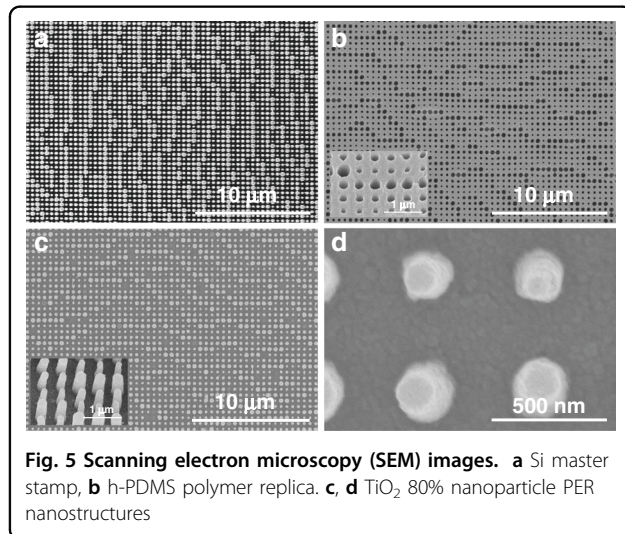 a
10 μm
b
1 μm
10 μm
c
1 μm
10 μm
d
500 nm
Fig. 5 Scanning electron microscopy (SEM) images. a Si master
stamp, b h-PDMS polymer replica. c, d TiO₂ 80% nanoparticle PER
nanostructures